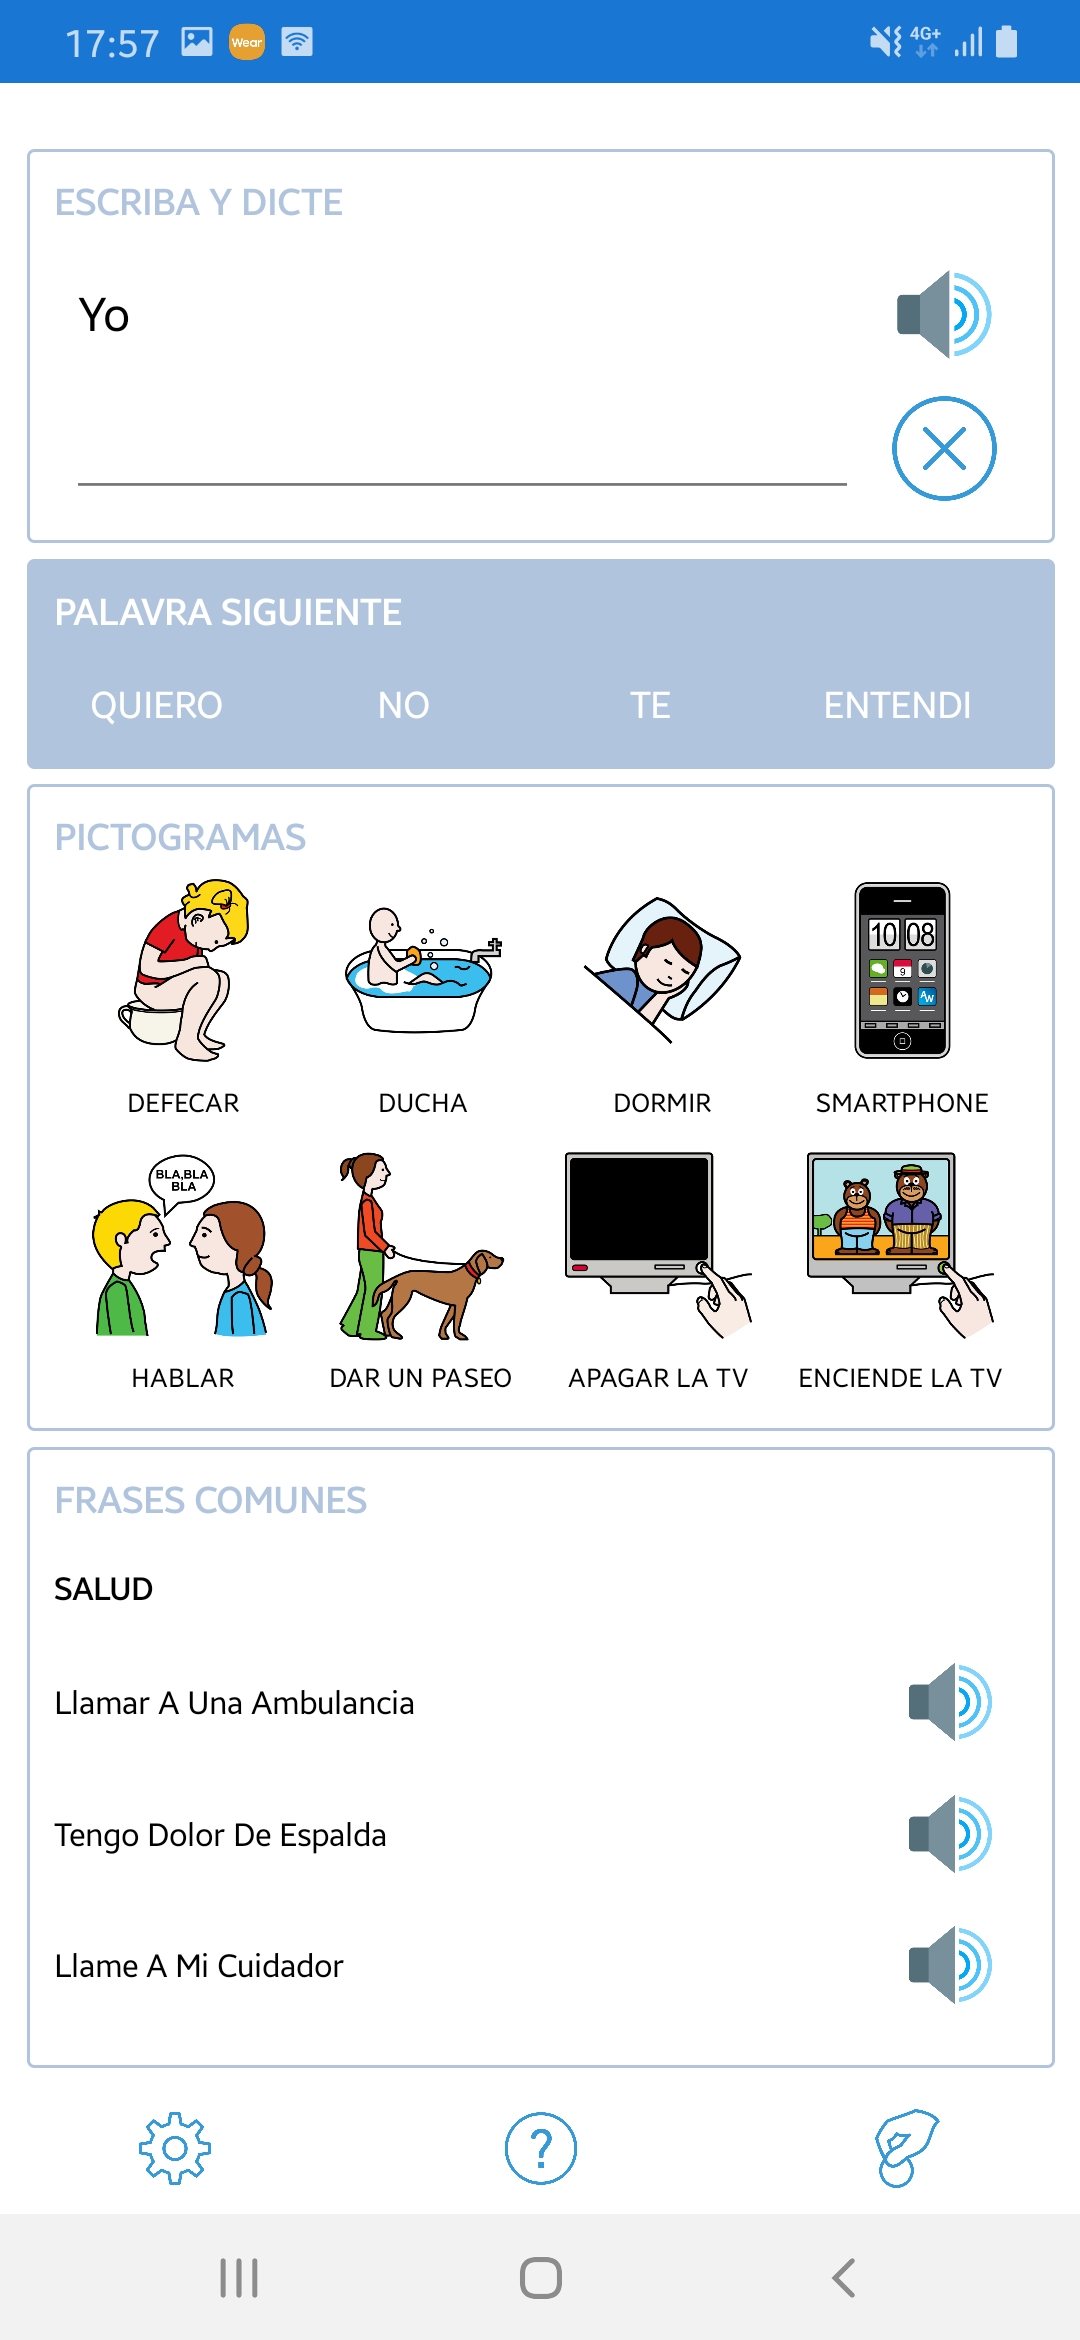 17:57 Wear 4G+
ESCRIBA Y DICTE
Yo
PALAVRA SIGUIENTE
QUIERO NO TE ENTENDI
PICTOGRAMAS
10 08
9
AW
DEFECAR DUCHA DORMIR SMARTPHONE
BLA,BLA
BLA
HABLAR DAR UN PASEO APAGAR LA TV ENCIENDE LA TV
FRASES COMUNES
SALUD
Llamar A Una Ambulancia
Tengo Dolor De Espalda
Llame A Mi Cuidador
?